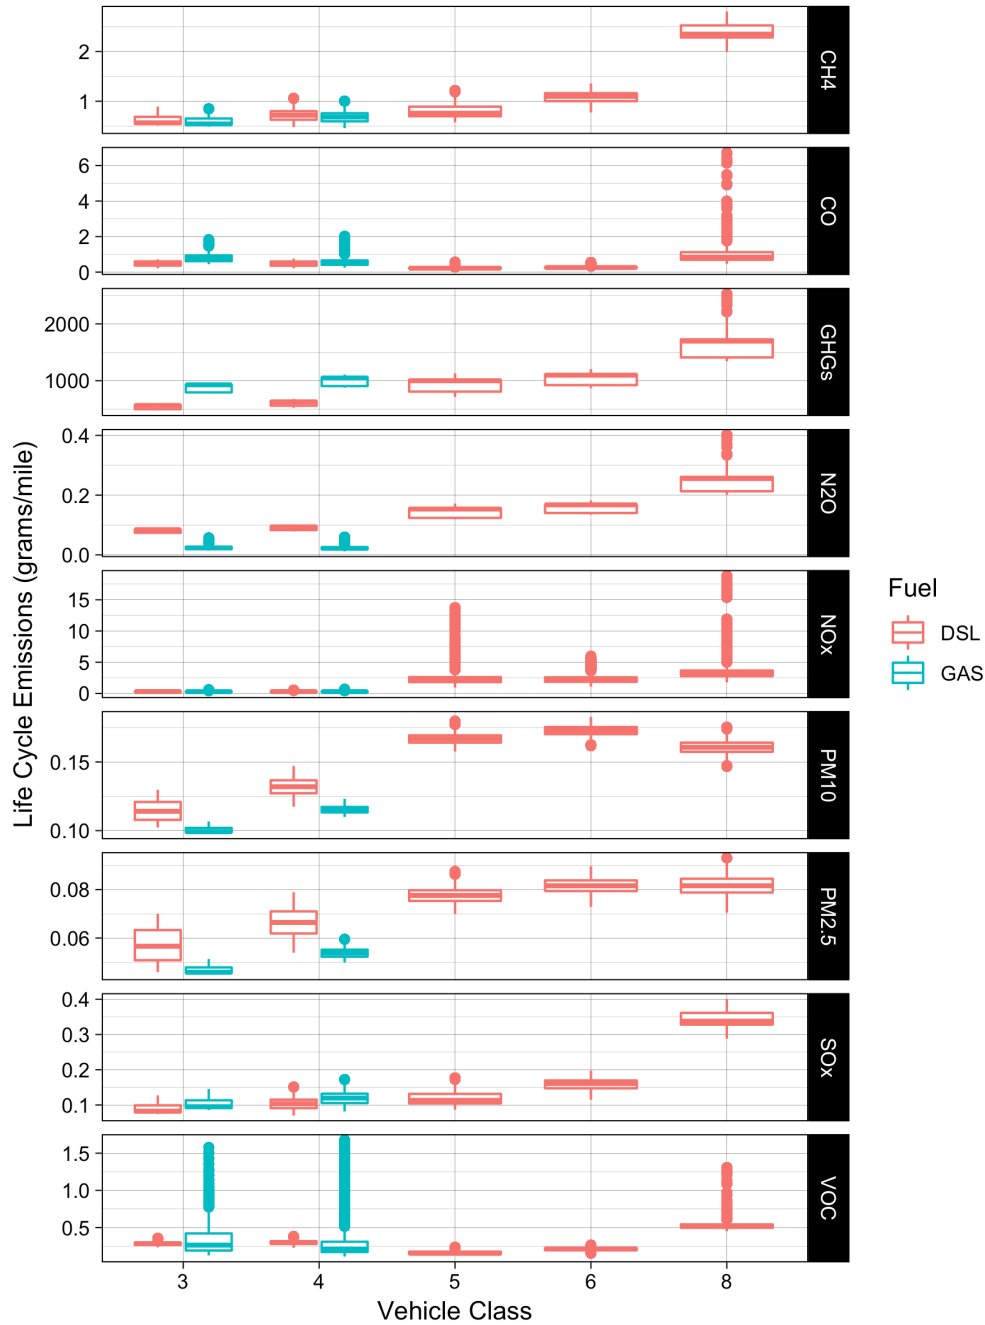 2
1
CH4
6
4
2
0
CO
2000
1000
GHGs
0.4
0.2
0.0
N2O
15
10
5
0
NOx
0.15
0.10
PM10
0.08
0.06
PM2.5
0.4
0.3
0.2
0.1
SOx
1.5
1.0
0.5
VOC
3 4 5 6 8
Vehicle Class
Life Cycle Emissions (grams/mile)
Fuel
DSL
GAS